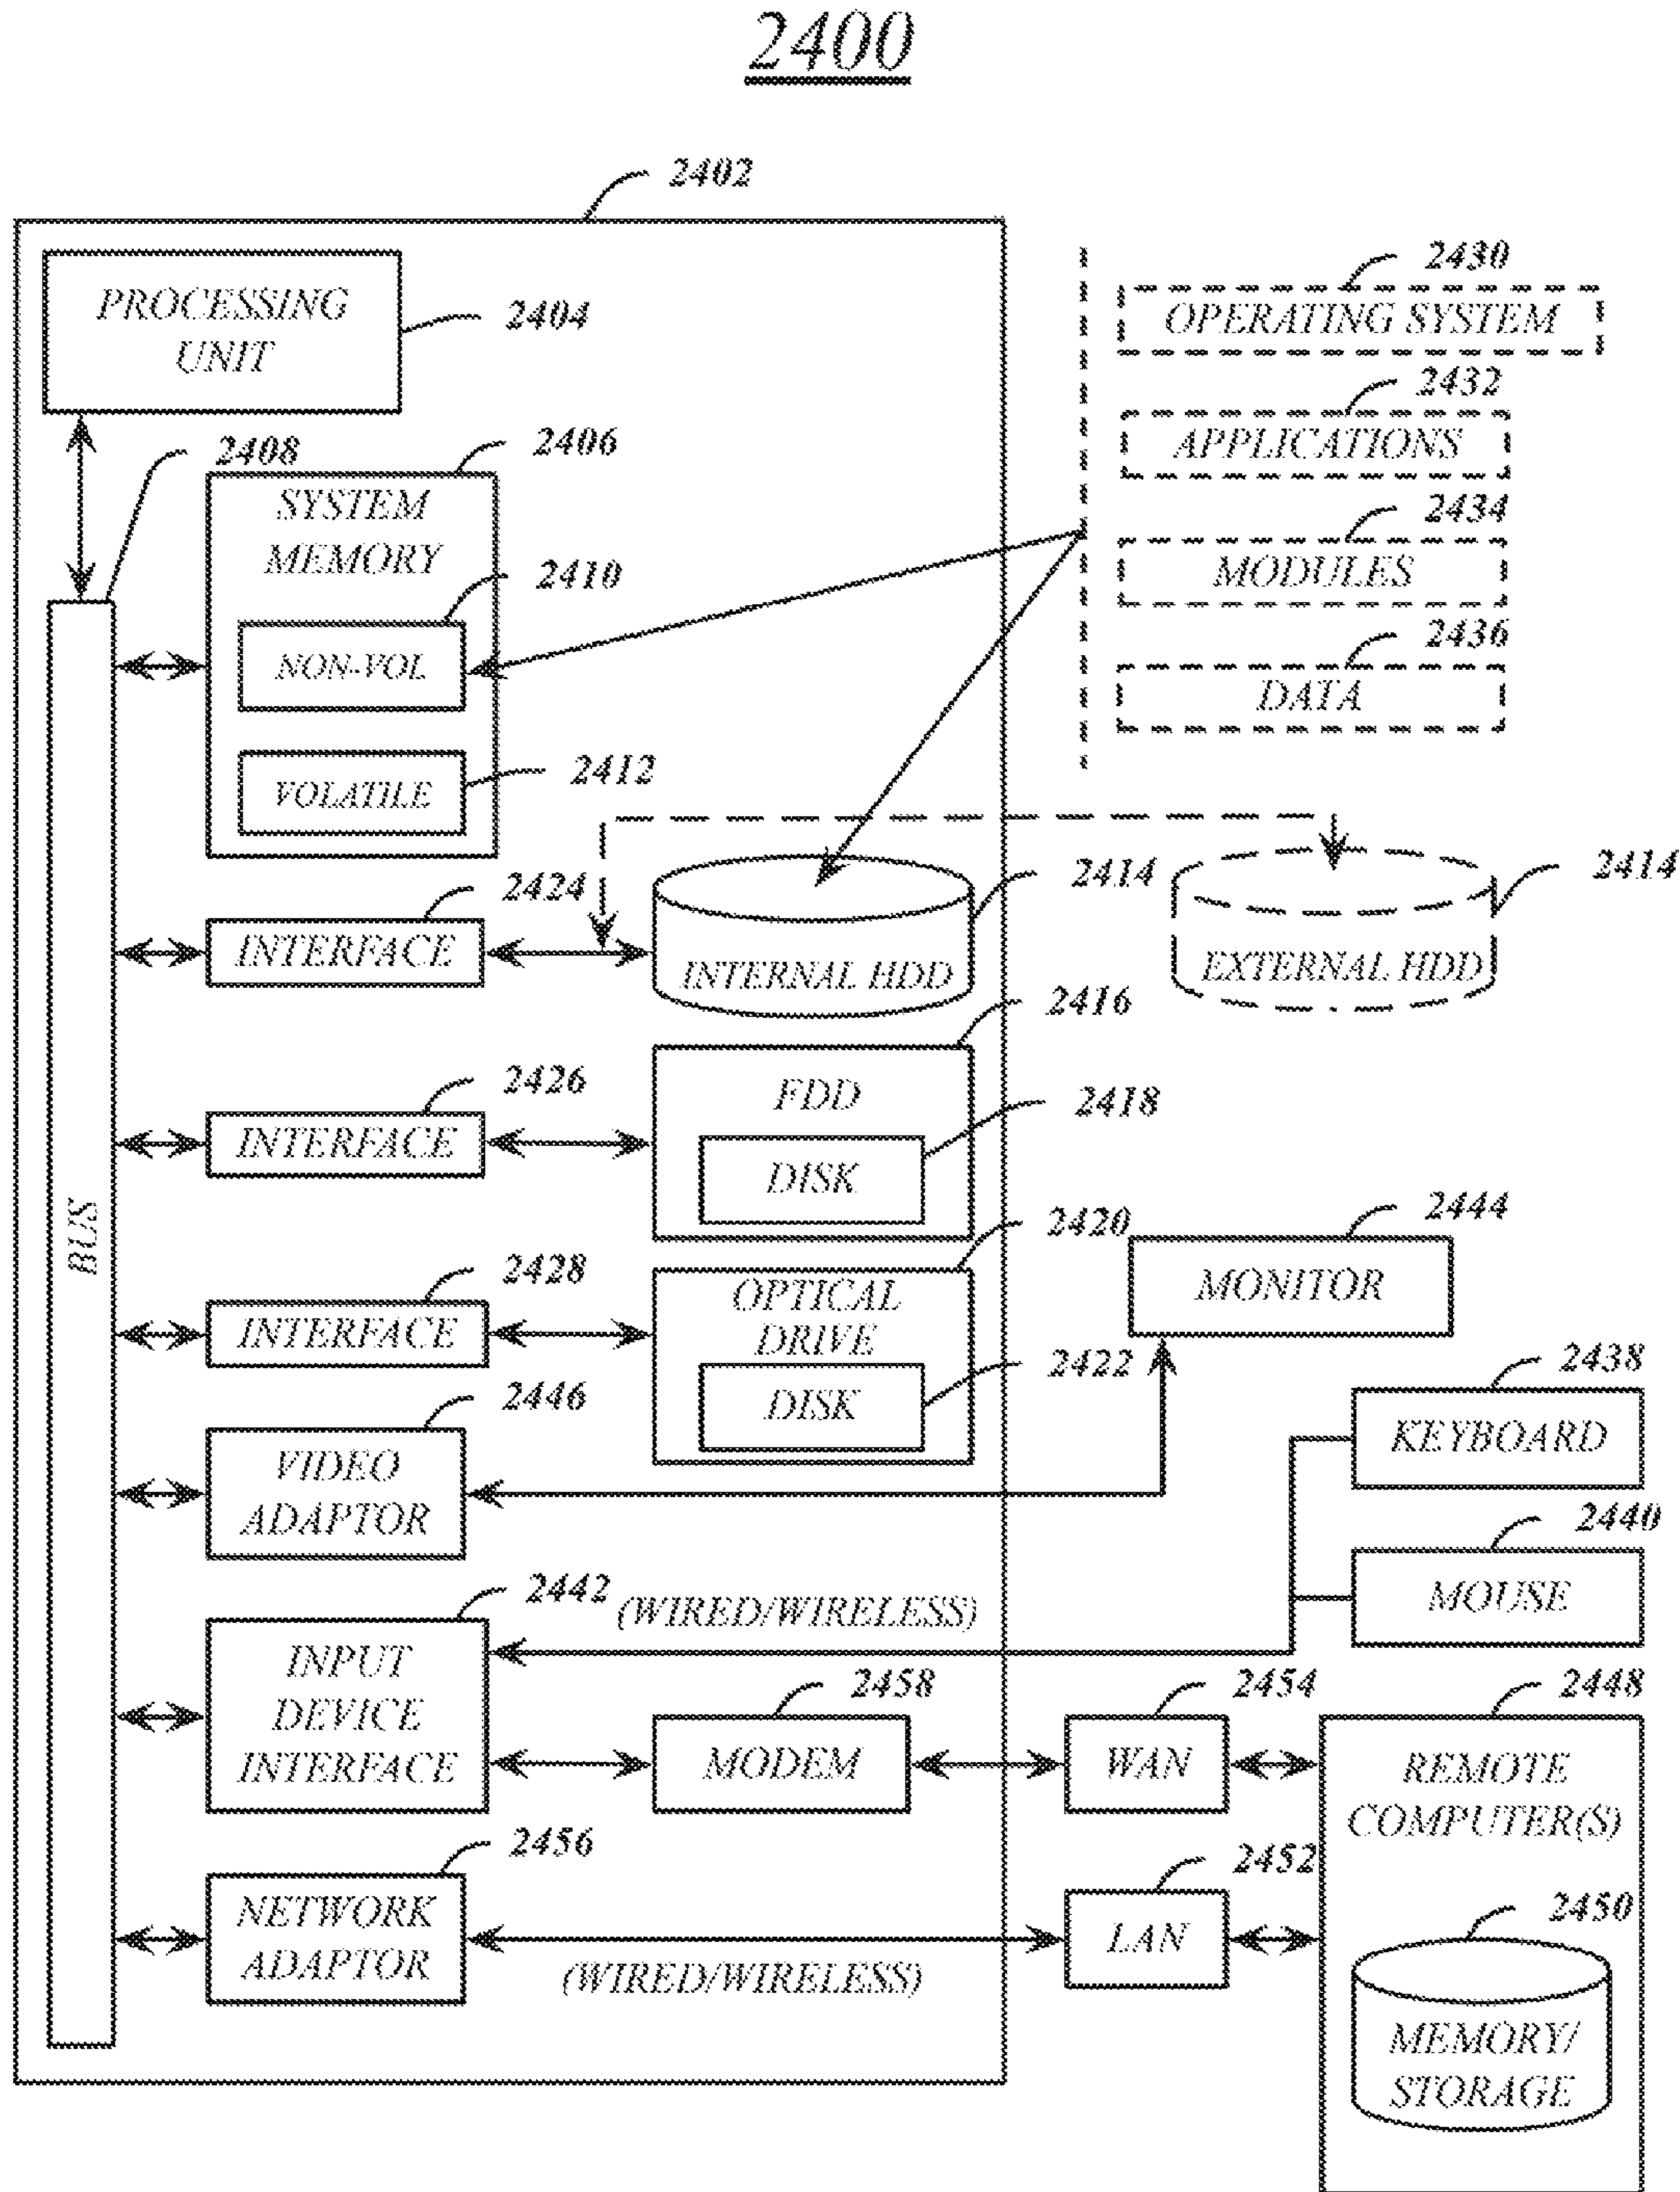 2400
2402
PROCESSING
UNIT
2404
2430
OPERATING SYSTEM
2432
APPLICATIONS
2434
MODULES
2436
DATA
2408
2406
SYSTEM
MEMORY
2410
NON-VOL
2412
VOLATILE
BUS
2424
INTERFACE
2414
INTERNAL HDD
2414
EXTERNAL HDD
2426
INTERFACE
2416
FDD
2418
DISK
2428
INTERFACE
2420
OPTICAL
DRIVE
2422
DISK
2444
MONITOR
2446
VIDEO
ADAPTOR
2438
KEYBOARD
2440
MOUSE
2442
(WIRED/WIRELESS)
INPUT
DEVICE
INTERFACE
2458
MODEM
2454
WAN
2448
REMOTE
COMPUTER(S)
2456
NETWORK
ADAPTOR
(WIRED/WIRELESS)
2452
LAN
2450
MEMORY/
STORAGE